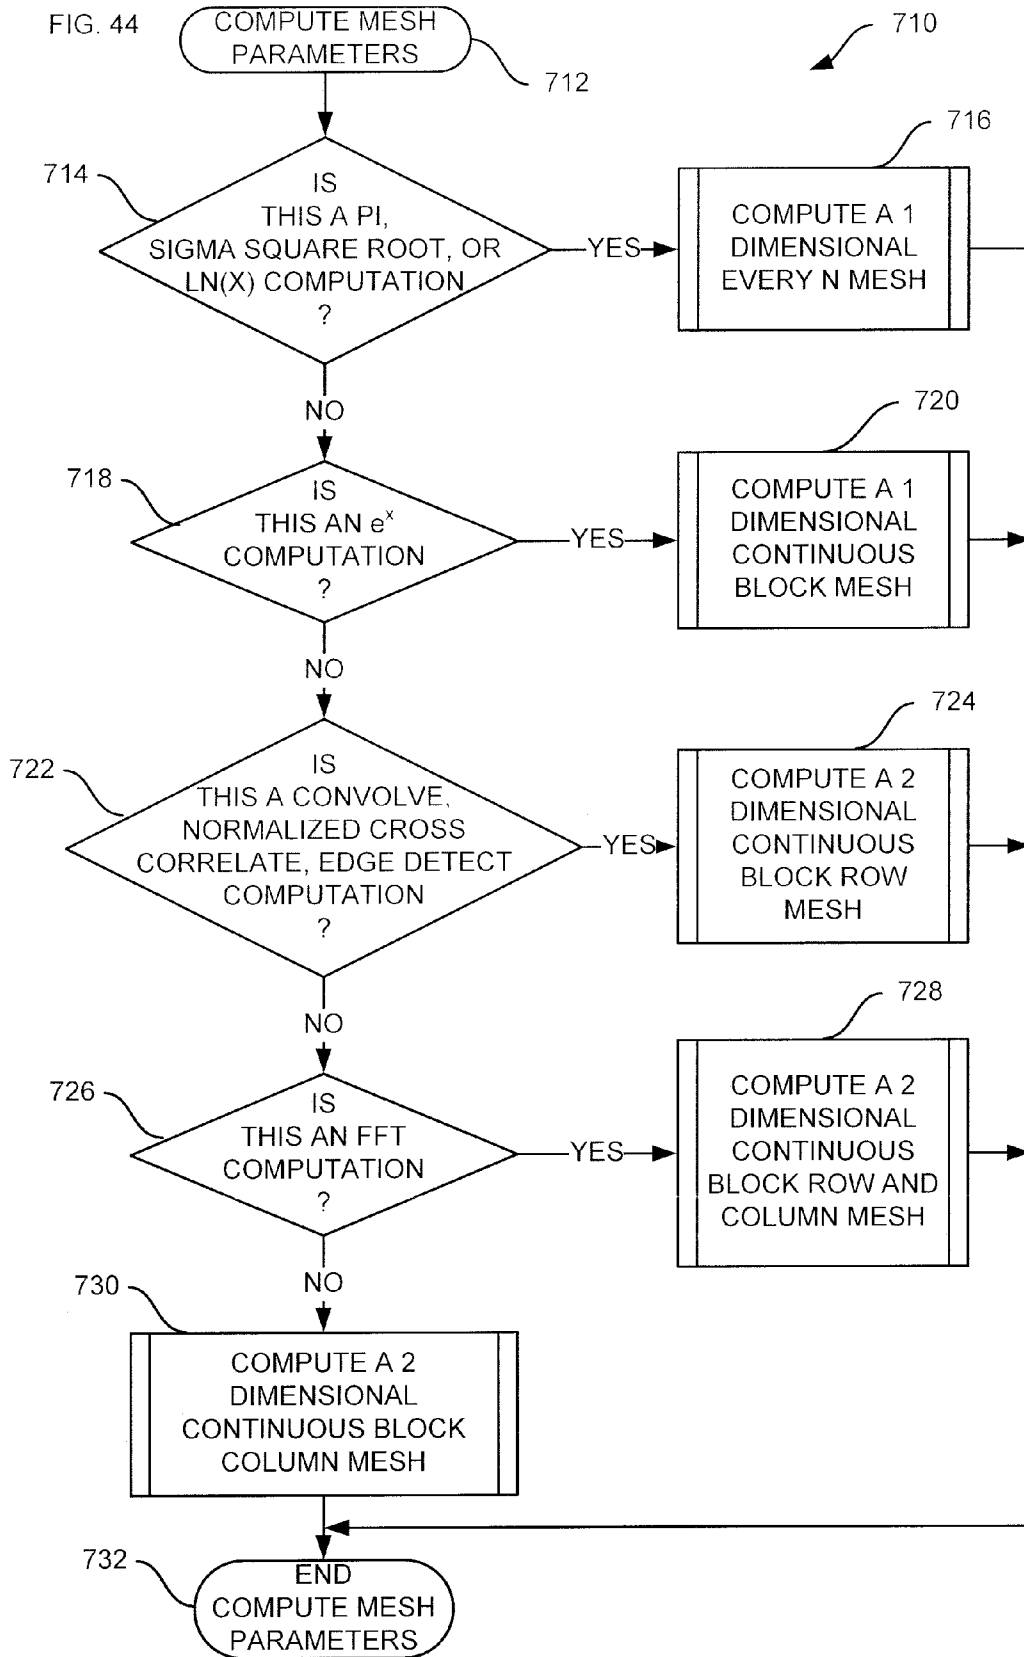 FIG. 44
COMPUTE MESH
PARAMETERS
712
710
714
IS
THIS A PI,
SIGMA SQUARE ROOT, OR
LN(X) COMPUTATION
?
YES
716
COMPUTE A 1
DIMENSIONAL
EVERY N MESH
NO
718
IS
THIS AN e^x
COMPUTATION
?
YES
720
COMPUTE A 1
DIMENSIONAL
CONTINUOUS
BLOCK MESH
NO
722
IS
THIS A CONVOLVE,
NORMALIZED CROSS
CORRELATE, EDGE DETECT
COMPUTATION
?
YES
724
COMPUTE A 2
DIMENSIONAL
CONTINUOUS
BLOCK ROW
MESH
NO
726
IS
THIS AN FFT
COMPUTATION
?
YES
728
COMPUTE A 2
DIMENSIONAL
CONTINUOUS
BLOCK ROW AND
COLUMN MESH
NO
730
COMPUTE A 2
DIMENSIONAL
CONTINUOUS BLOCK
COLUMN MESH
732
END
COMPUTE MESH
PARAMETERS